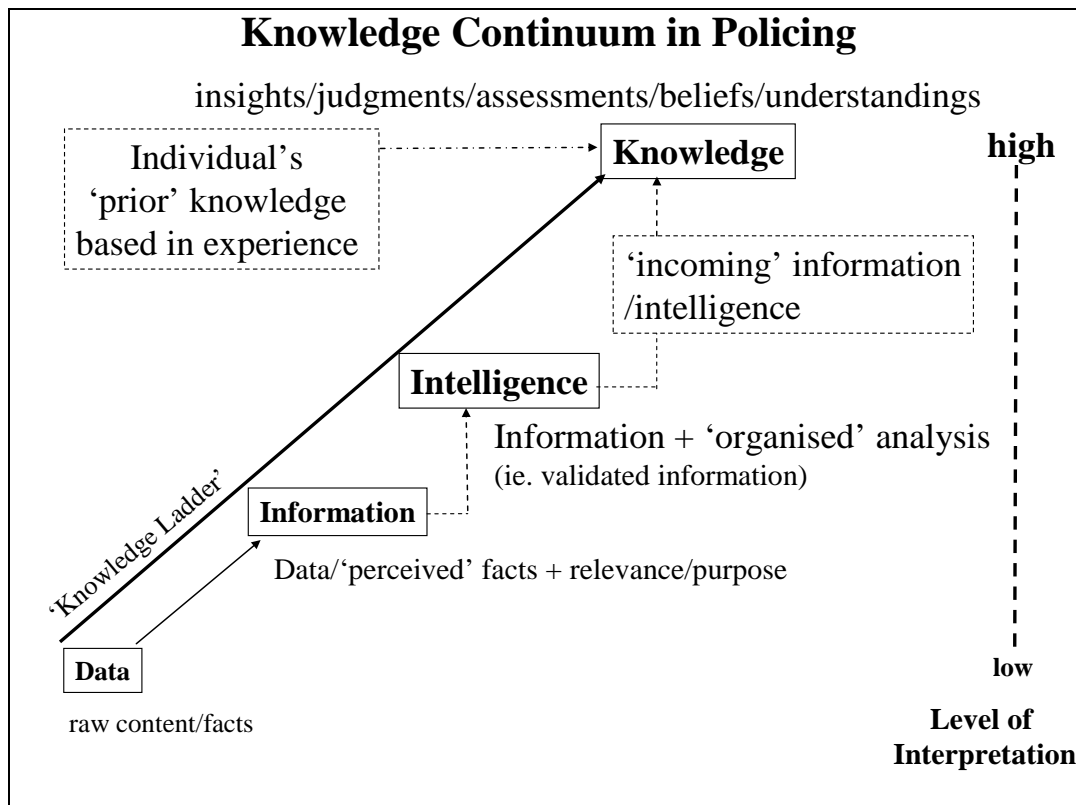 Knowledge Continuum in Policing
insights/judgments/assessments/beliefs/understandings
Individual's
‘prior’ knowledge
based in experience
Knowledge
high
‘incoming’ information
/intelligence
Intelligence
Information + ‘organised’ analysis
(ie. validated information)
‘Knowledge Ladder’
Information
Data/‘perceived’ facts + relevance/purpose
Data
low
raw content/facts
Level of
Interpretation